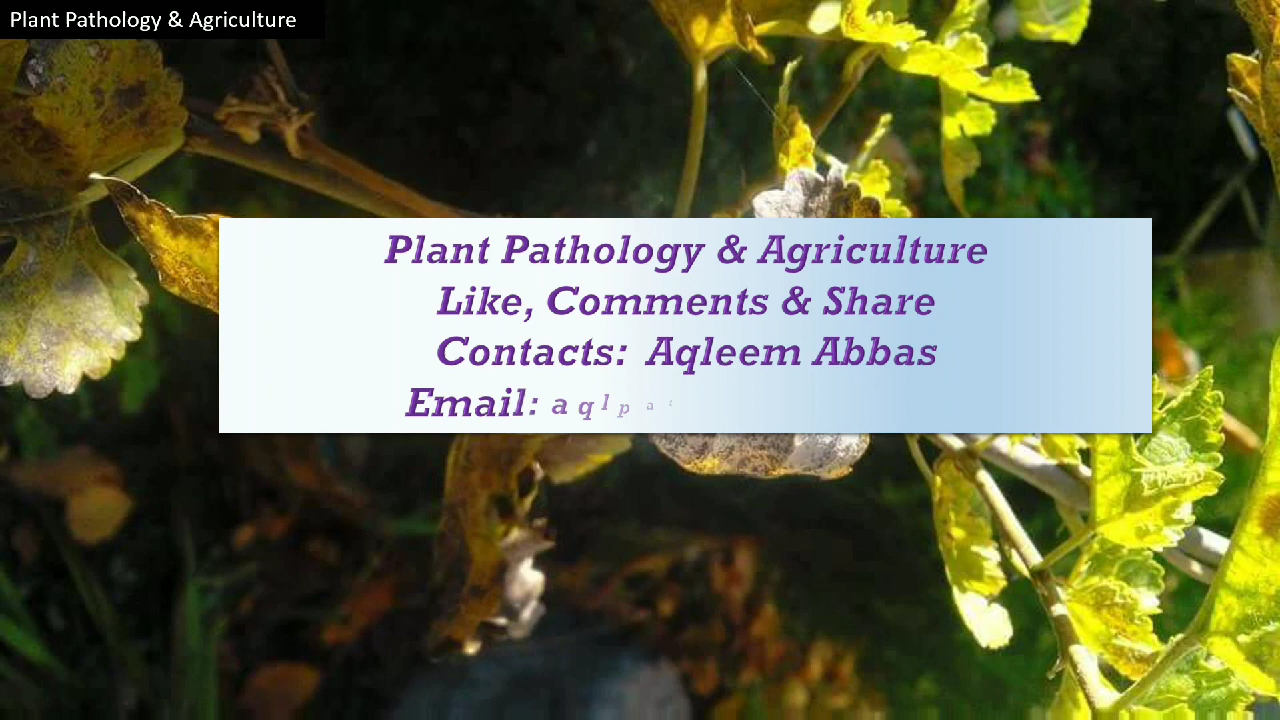 Plant Pathology & Agriculture
Plant Pathology & Agriculture
Like, Comments & Share
Contacts: Aqleem Abbas
Email: a q l p a